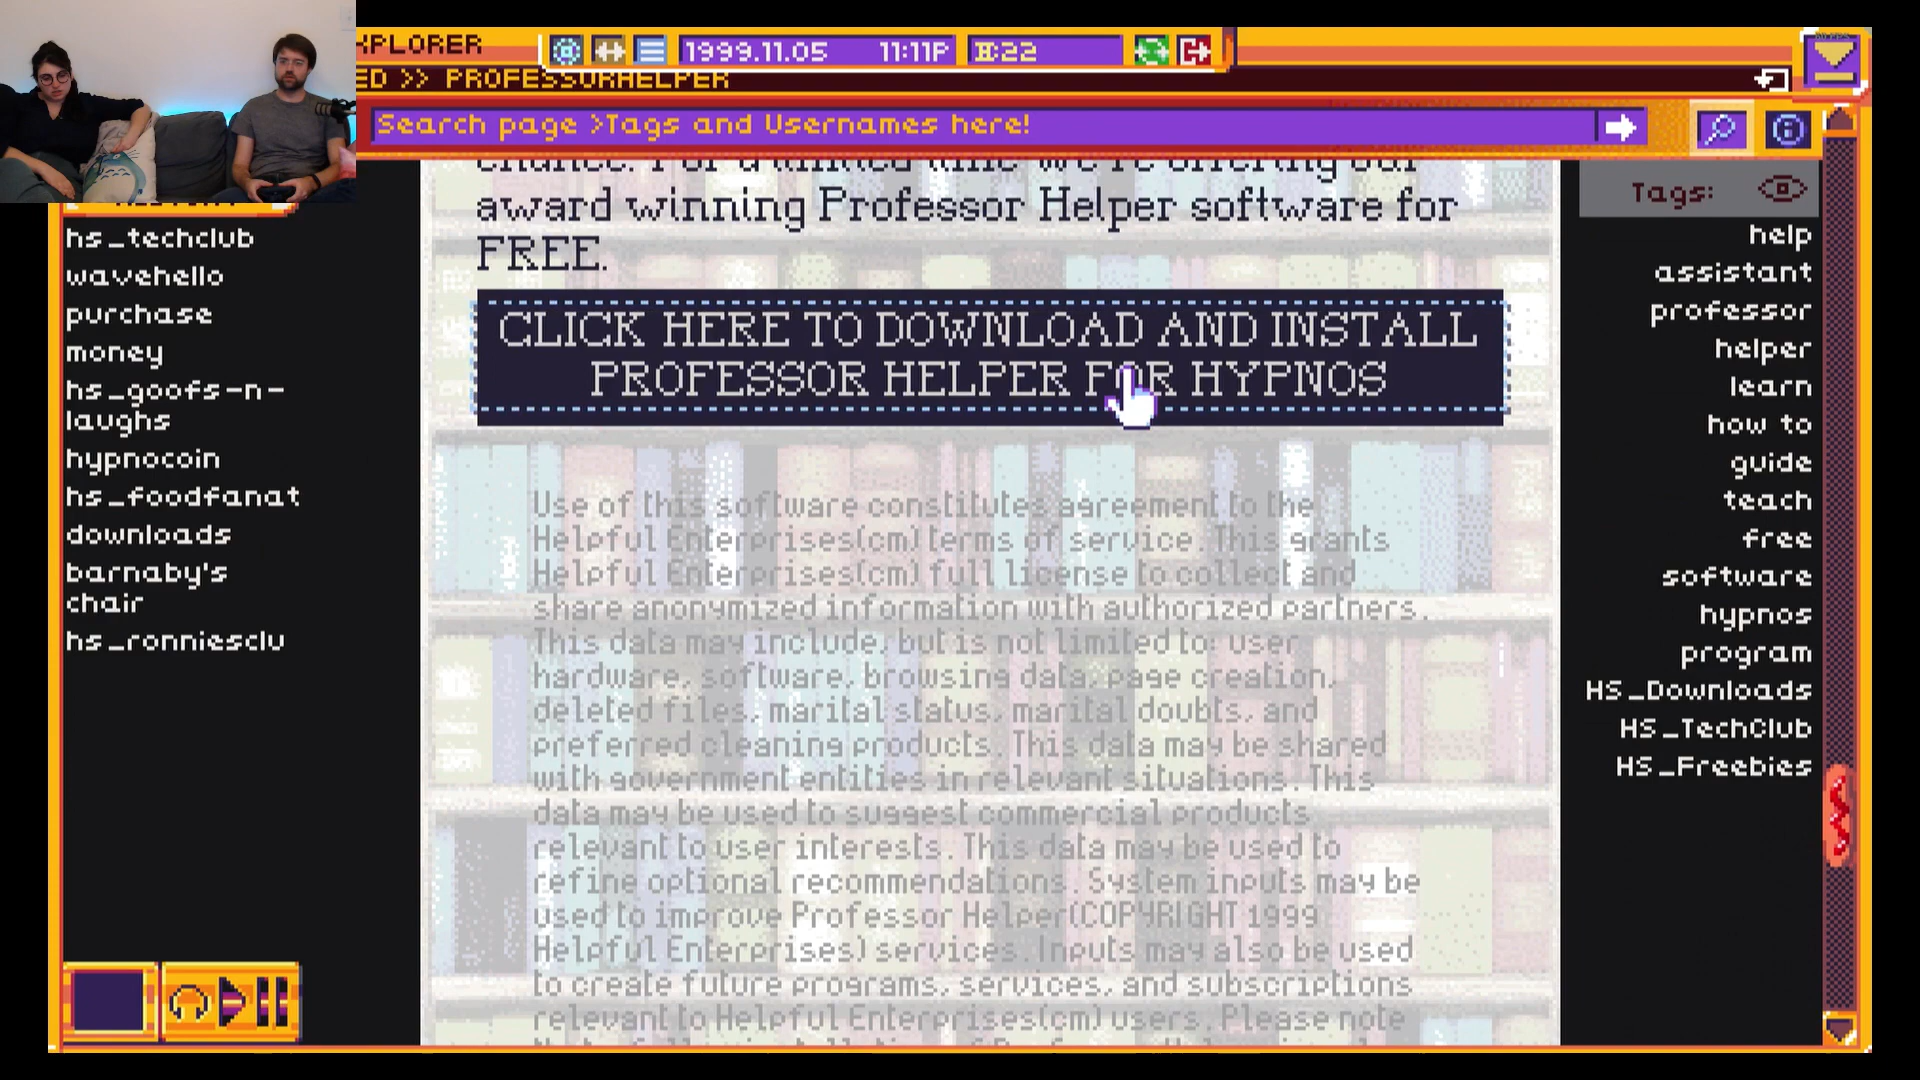 XPLORER
1999.11.05 11:11P
22
ED >> PROFESSORHELPER
Search page >Tags and Usernames here!
award winning Professor Helper software for
FREE.
CLICK HERE TO DOWNLOAD AND INSTALL
PROFESSOR HELPER FOR HYPNOS
Use of this software constitutes agreement to the
Helpful Enterprises(cm) terms of service. This grants
Helpful Enterprises(cm) full license to collect and
share anonymized information with authorized partners.
This data may include, but is not limited to: user
hardware, software, browsing data, page creation,
deleted files, marital status, marital doubts, and
preferred cleaning products. This data may be shared
with government entities in relevant situations. This
data may be used to suggest commercial products
relevant to user interests. This data may be used to
refine optional recommendations. System inputs may be
used to improve Professor Helper(COPYRIGHT 1999
Helpful Enterprises) services. Inputs may also be used
to create future programs, services, and subscriptions
relevant to Helpful Enterprises(cm) users. Please note
hs_techclub
wavehello
purchase
money
hs_goofs-n-
laughs
hypnocoin
hs_foodfanat
downloads
barnaby's
chair
hs_ronniesclu
Tags:
help
assistant
professor
helper
learn
how to
guide
teach
free
software
hypnos
program
HS_Downloads
HS_TechClub
HS_Freebies